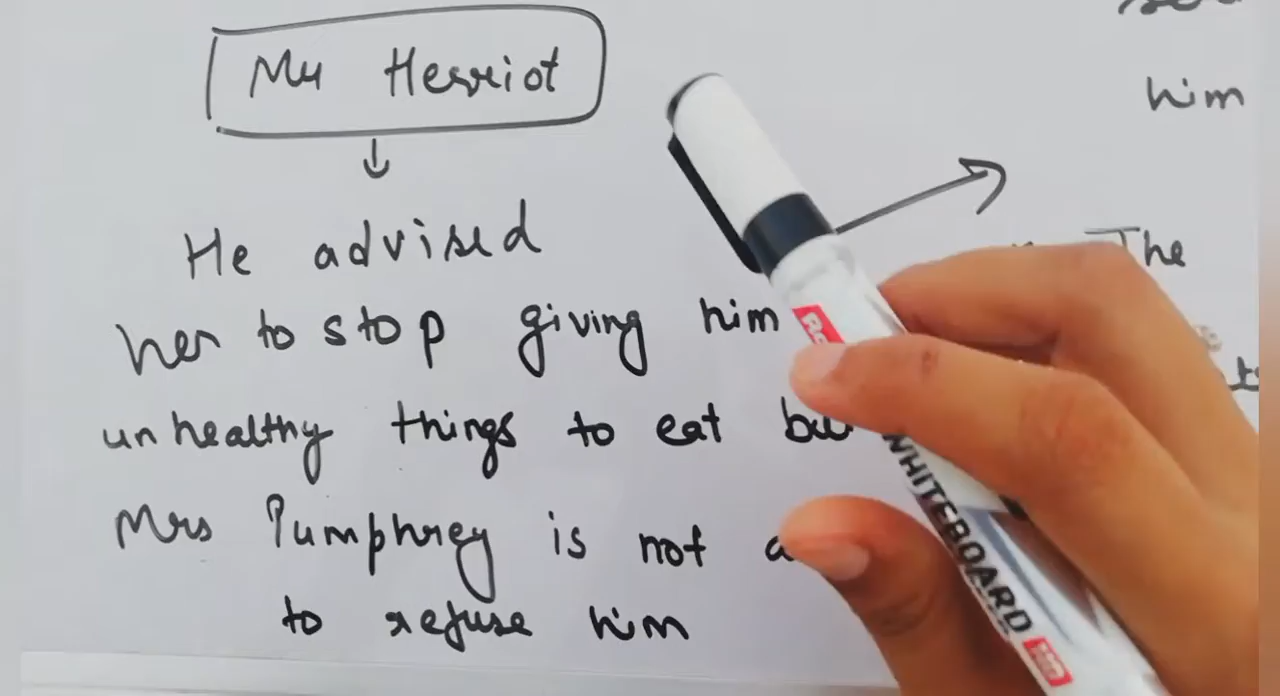 Mr Herriot
him
He advised
The
her to stop giving him
unhealthy things to eat
Mrs Pumphrey is not
to refuse him
WHITEBOARD